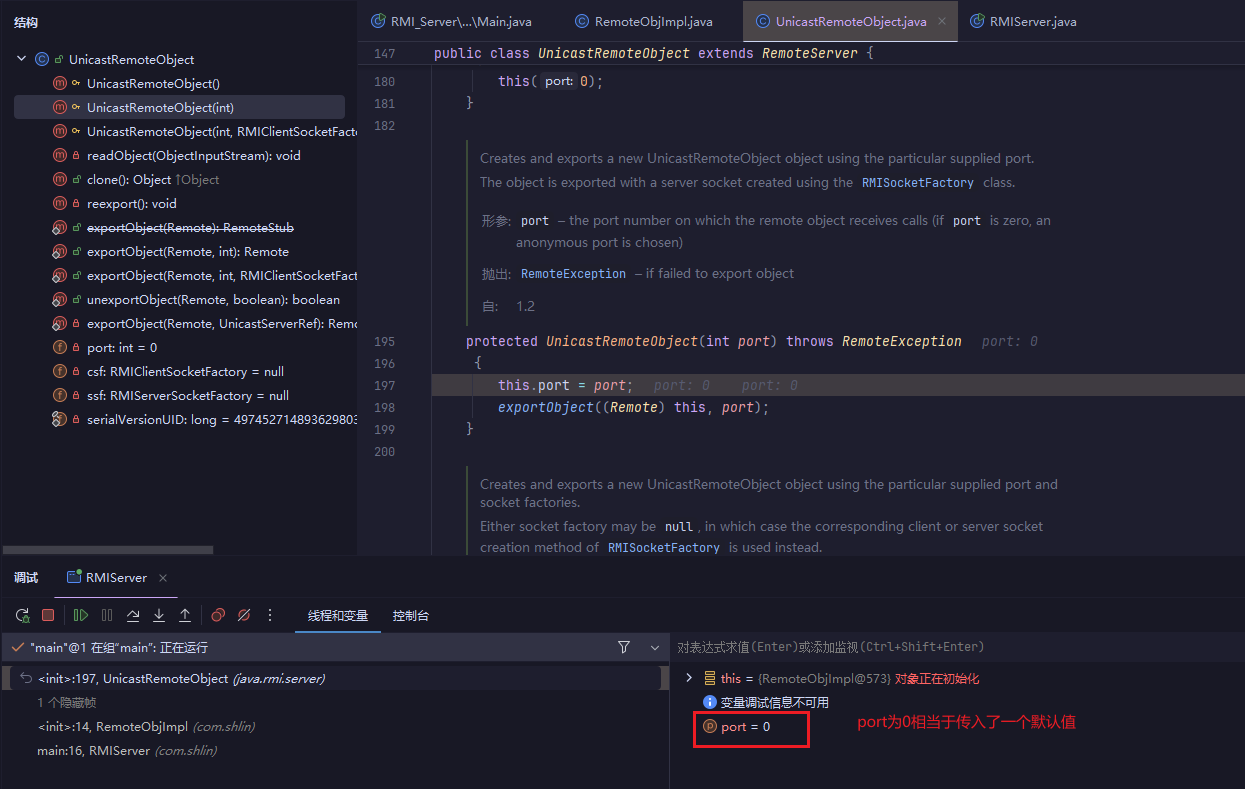 结构
UnicastRemoteObject
UnicastRemoteObject()
UnicastRemoteObject(int)
UnicastRemoteObject(int, RMIClientSocketFacto
readObject(ObjectInputStream): void
clone(): Object ↑Object
reexport(): void
exportObject(Remote): RemoteStub
exportObject(Remote, int): Remote
exportObject(Remote, int, RMIClientSocketFact
unexportObject(Remote, boolean): boolean
exportObject(Remote, UnicastServerRef): Remo
port: int = 0
csf: RMIClientSocketFactory = null
ssf: RMIServerSocketFactory = null
serialVersionUID: long = 49745271489362980З
RMI_Server\...\Main.java
RemoteObjImpl.java
UnicastRemoteObject.java
RMIServer.java
147 public class UnicastRemoteObject extends RemoteServer {
180 this( port: 0);
181 }
182
Creates and exports a new UnicastRemoteObject object using the particular supplied port.
The object is exported with a server socket created using the RMISocketFactory class.
形参: port – the port number on which the remote object receives calls (if port is zero, an
anonymous port is chosen)
抛出: RemoteException – if failed to export object
自: 1.2
195 protected UnicastRemoteObject(int port) throws RemoteException port: 0
196 {
197 this.port = port; port: 0 port: 0
198 exportObject((Remote) this, port);
199 }
200
Creates and exports a new UnicastRemoteObject object using the particular supplied port and
socket factories.
Either socket factory may be null, in which case the corresponding client or server socket
creation method of RMISocketFactory is used instead.
调试 RMIServer
线程和变量 控制台
"main"@1 在组"main": 正在运行
<init>:197, UnicastRemoteObject (java.rmi.server)
1 个隐藏帧
<init>:14, RemoteObjImpl (com.shlin)
main:16, RMIServer (com.shlin)
对表达式求值(Enter)或添加监视(Ctrl+Shift+Enter)
this = {RemoteObjImpl@573} 对象正在初始化
变量调试信息不可用
port = 0
port为0相当于传入了一个默认值